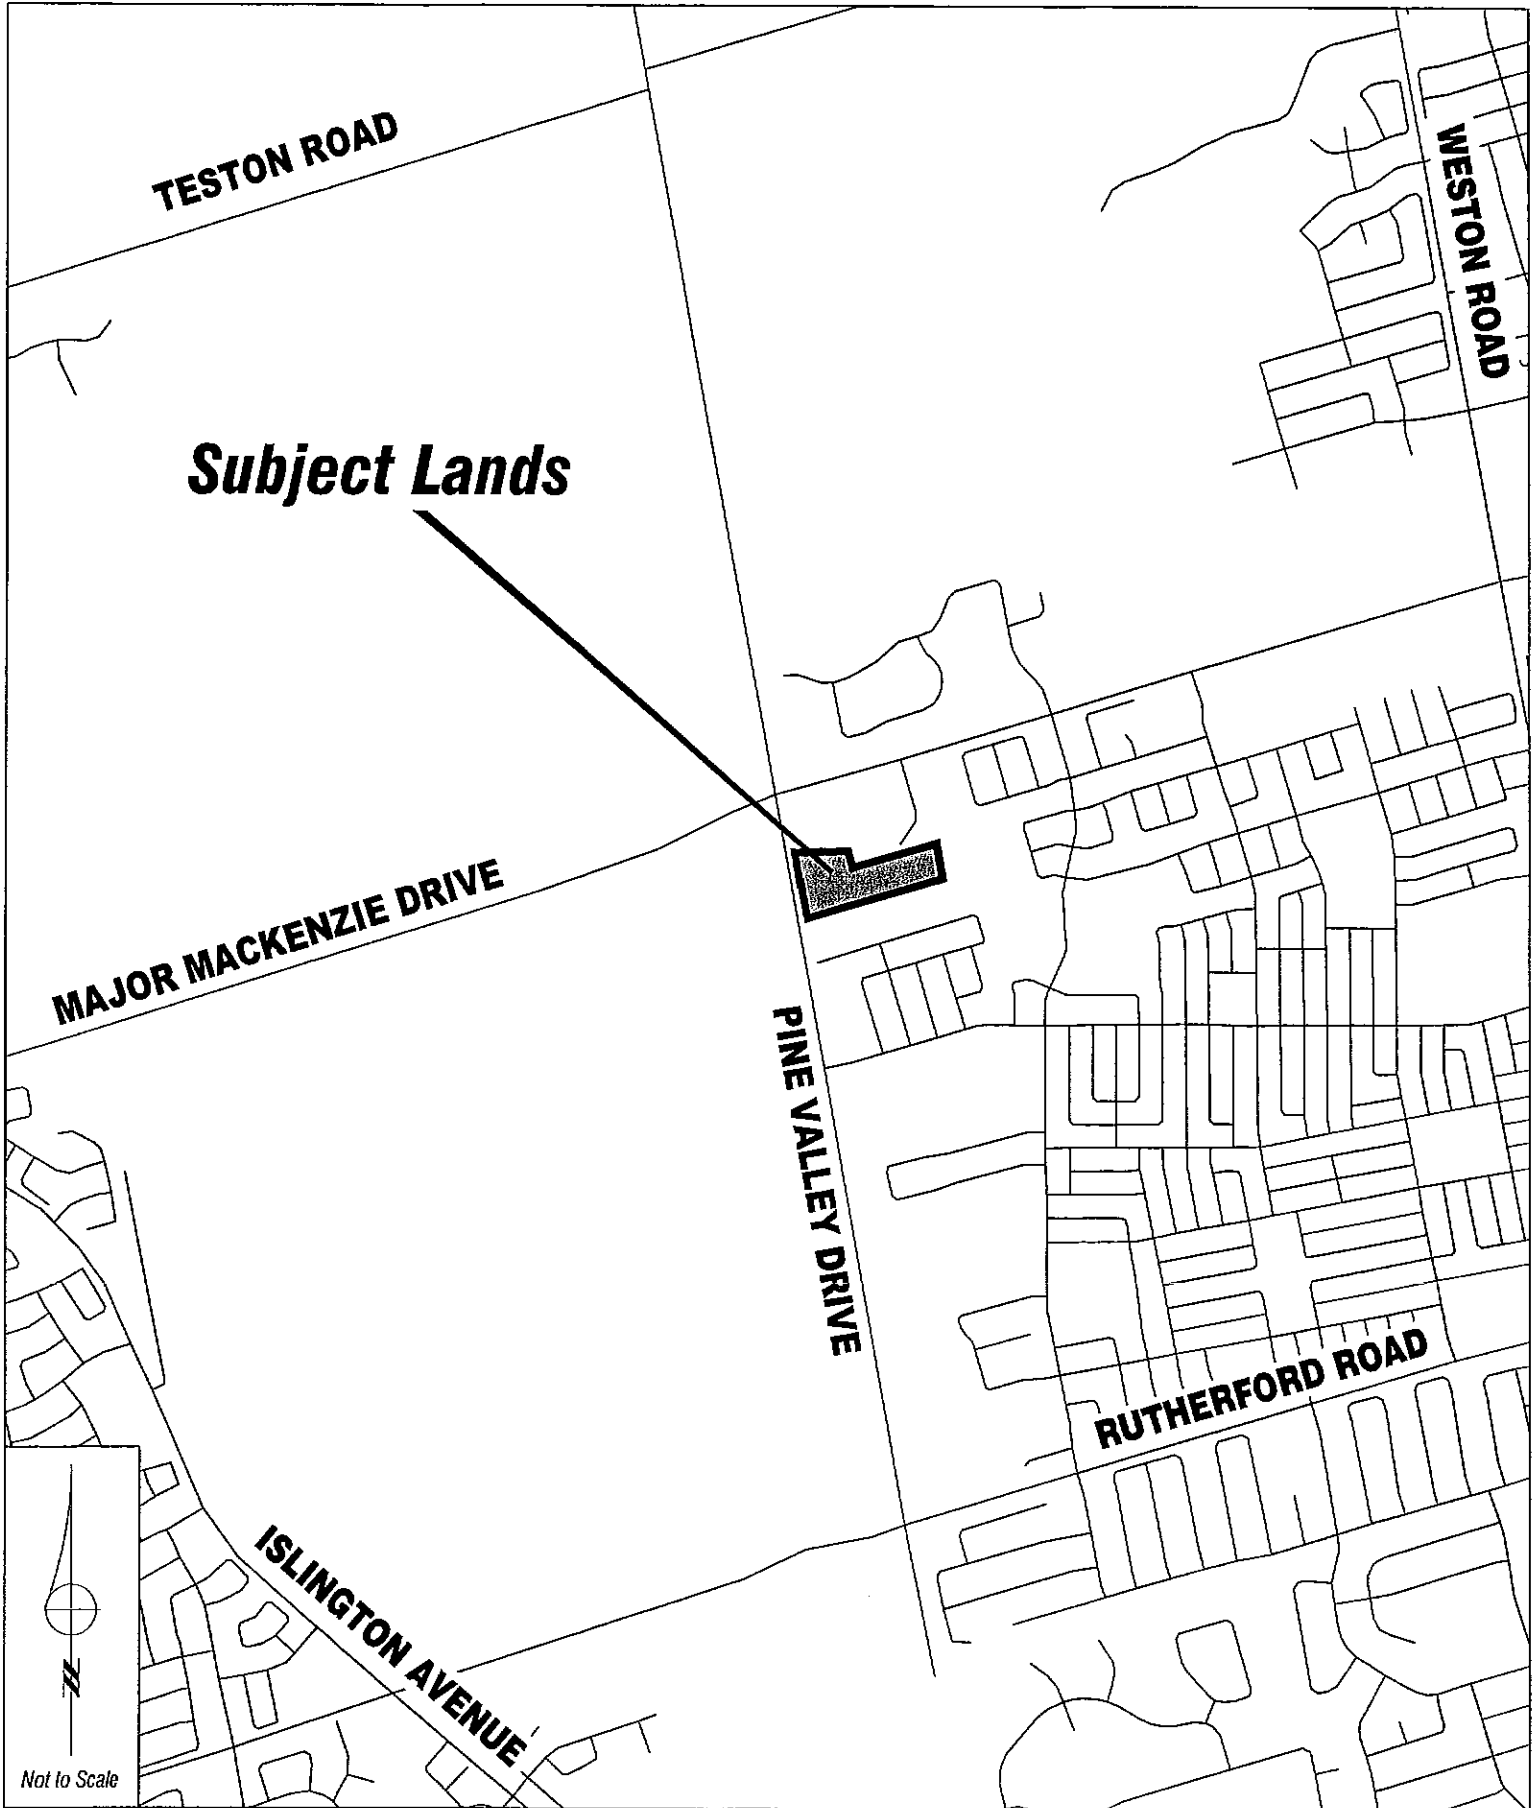 TESTON ROAD
WESTON ROAD
Subject Lands
MAJOR MACKENZIE DRIVE
PINE VALLEY DRIVE
RUTHERFORD ROAD
ISLINGTON AVENUE
N
Not to Scale